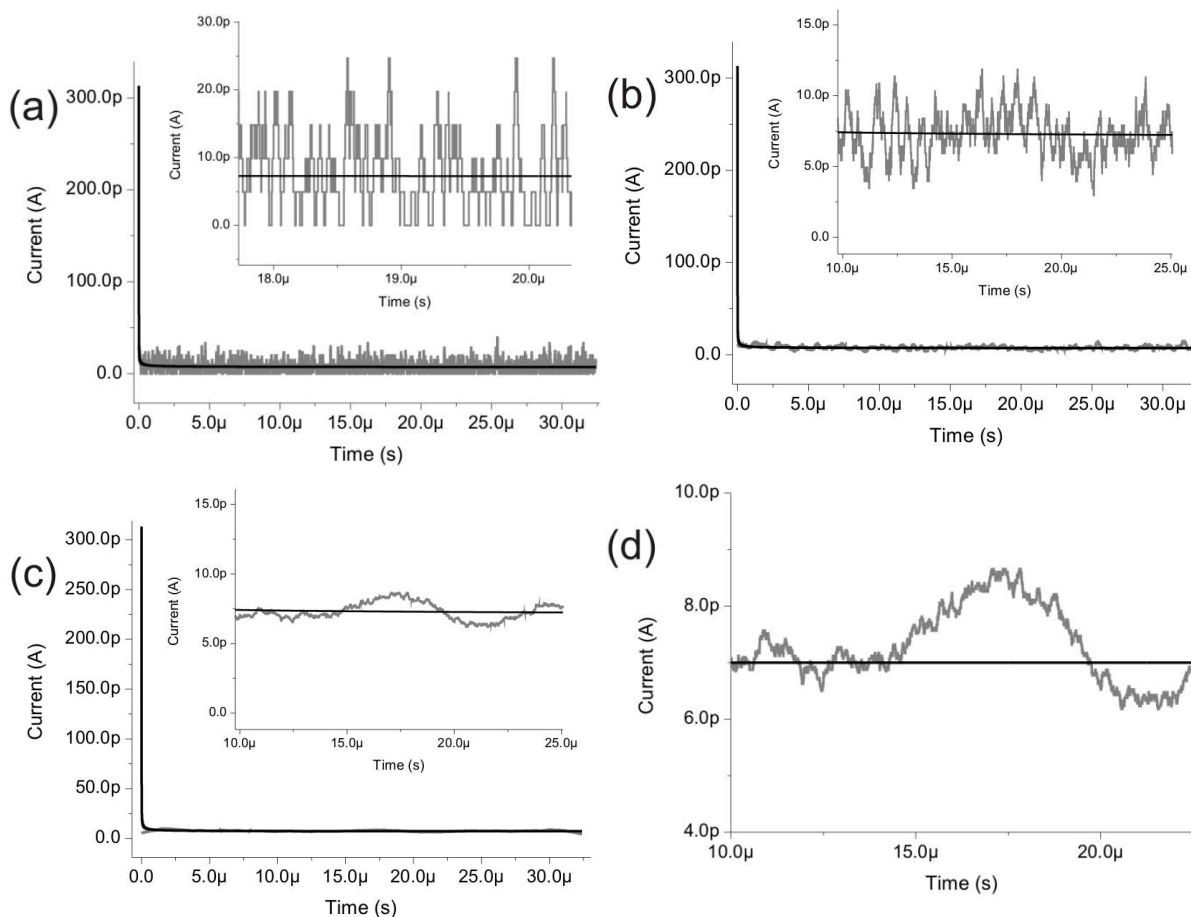 (a)
Current (A)
300.0p
200.0p
100.0p
0.0
0.0 5.0µ 10.0µ 15.0µ 20.0µ 25.0µ 30.0µ
Time (s)
Current (A)
30.0p
20.0p
10.0p
0.0
18.0µ 19.0µ 20.0µ
Time (s)
(b)
Current (A)
300.0p
200.0p
100.0p
0.0
0.0 5.0µ 10.0µ 15.0µ 20.0µ 25.0µ 30.0µ
Time (s)
Current (A)
15.0p
10.0p
5.0p
0.0
10.0µ 15.0µ 20.0µ 25.0µ
Time (s)
(c)
Current (A)
300.0p
250.0p
200.0p
150.0p
100.0p
50.0p
0.0
0.0 5.0µ 10.0µ 15.0µ 20.0µ 25.0µ 30.0µ
Time (s)
Current (A)
15.0p
10.0p
5.0p
0.0
10.0µ 15.0µ 20.0µ 25.0µ
Time (s)
(d)
Current (A)
10.0p
8.0p
6.0p
4.0p
10.0µ 15.0µ 20.0µ
Time (s)